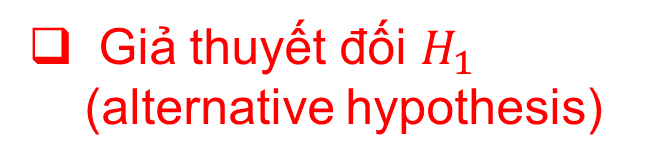 ❑ Giả thuyết đối H₁
(alternative hypothesis)